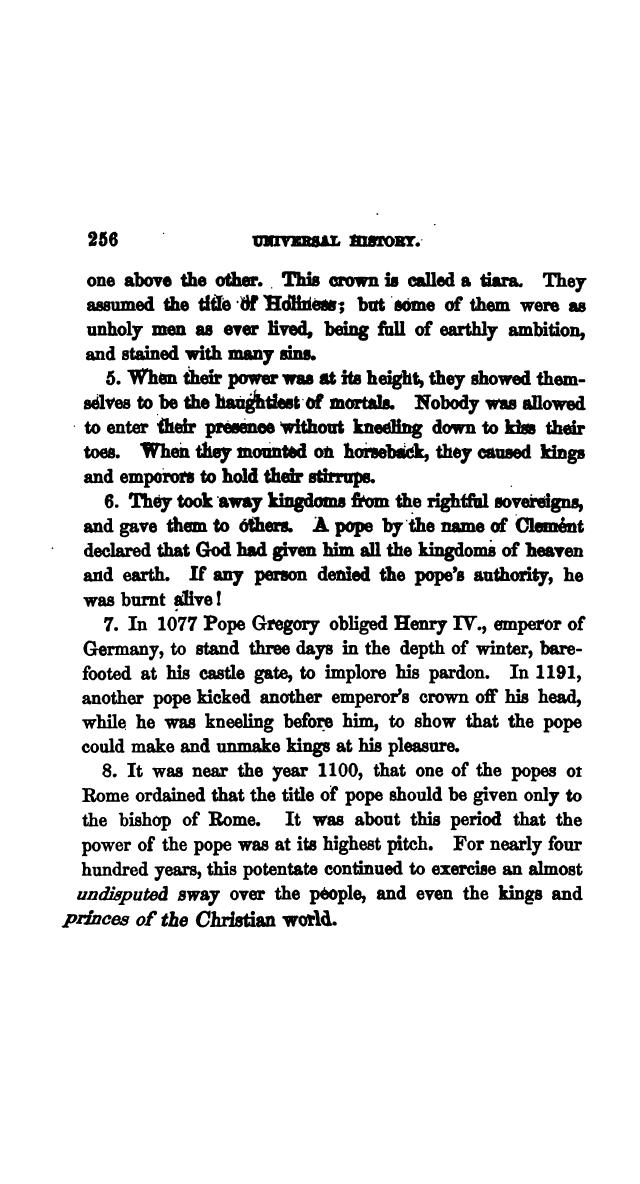 256 UNIVERSAL HISTORY.
one above the other. This crown is called a tiara. They
assumed the title of Holiness; but some of them were as
unholy men as ever lived, being full of earthly ambition,
and stained with many sins.
5. When their power was at its height, they showed them-
selves to be the haughtiest of mortals. Nobody was allowed
to enter their presence without kneeling down to kiss their
toes. When they mounted on horseback, they caused kings
and emporors to hold their stirrups.
6. They took away kingdoms from the rightful sovereigns,
and gave them to others. A pope by the name of Clement
declared that God had given him all the kingdoms of heaven
and earth. If any person denied the pope's authority, he
was burnt alive!
7. In 1077 Pope Gregory obliged Henry IV., emperor of
Germany, to stand three days in the depth of winter, bare-
footed at his castle gate, to implore his pardon. In 1191,
another pope kicked another emperor's crown off his head,
while he was kneeling before him, to show that the pope
could make and unmake kings at his pleasure.
8. It was near the year 1100, that one of the popes of
Rome ordained that the title of pope should be given only to
the bishop of Rome. It was about this period that the
power of the pope was at its highest pitch. For nearly four
hundred years, this potentate continued to exercise an almost
undisputed sway over the people, and even the kings and
princes of the Christian world.